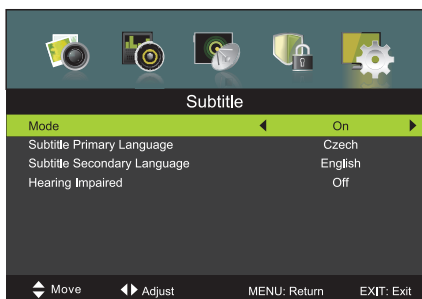 Subtitle
Mode On
Subtitle Primary Language Czech
Subtitle Secondary Language English
Hearing Impaired Off
Move Adjust MENU: Return EXIT: Exit